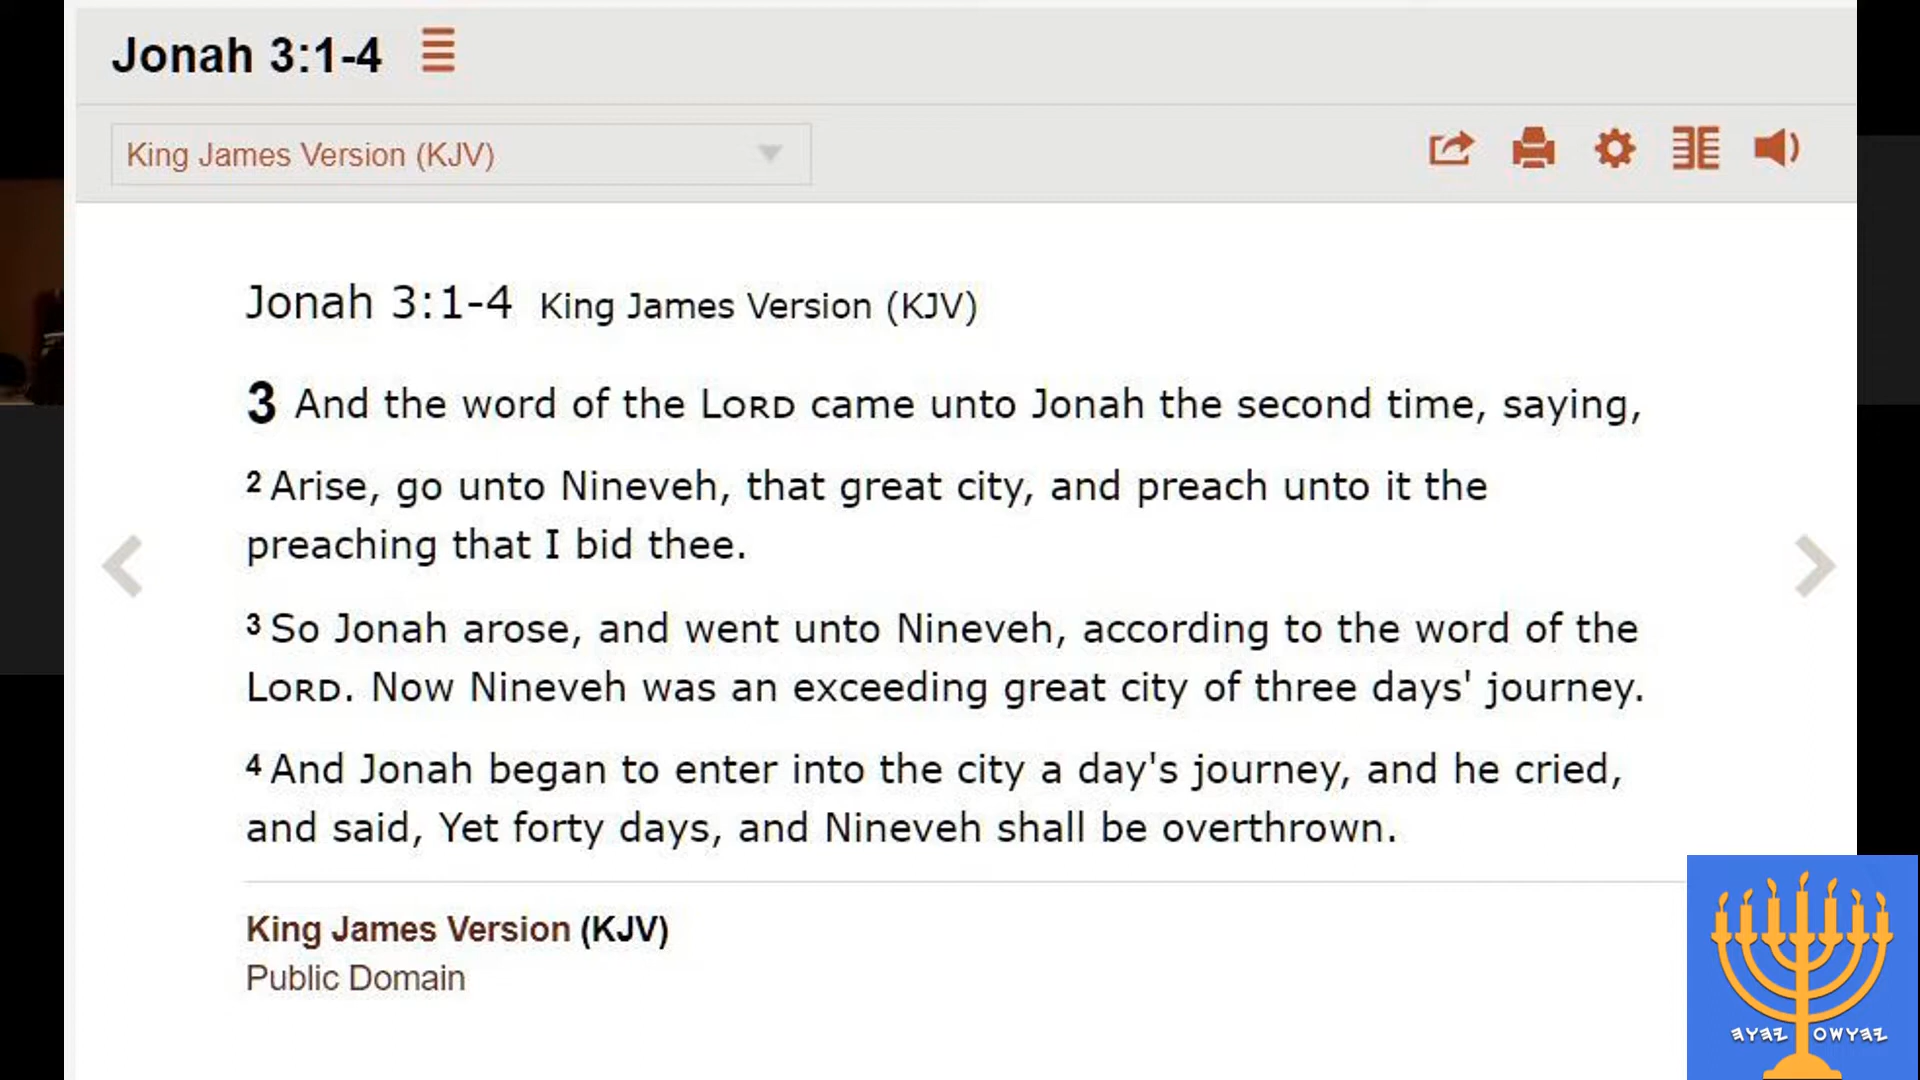 Jonah 3:1-4
King James Version (KJV)
Jonah 3:1-4 King James Version (KJV)
3 And the word of the LORD came unto Jonah the second time, saying,
2 Arise, go unto Nineveh, that great city, and preach unto it the
preaching that I bid thee.
3 So Jonah arose, and went unto Nineveh, according to the word of the
LORD. Now Nineveh was an exceeding great city of three days' journey.
4 And Jonah began to enter into the city a day's journey, and he cried,
and said, Yet forty days, and Nineveh shall be overthrown.
King James Version (KJV)
Public Domain